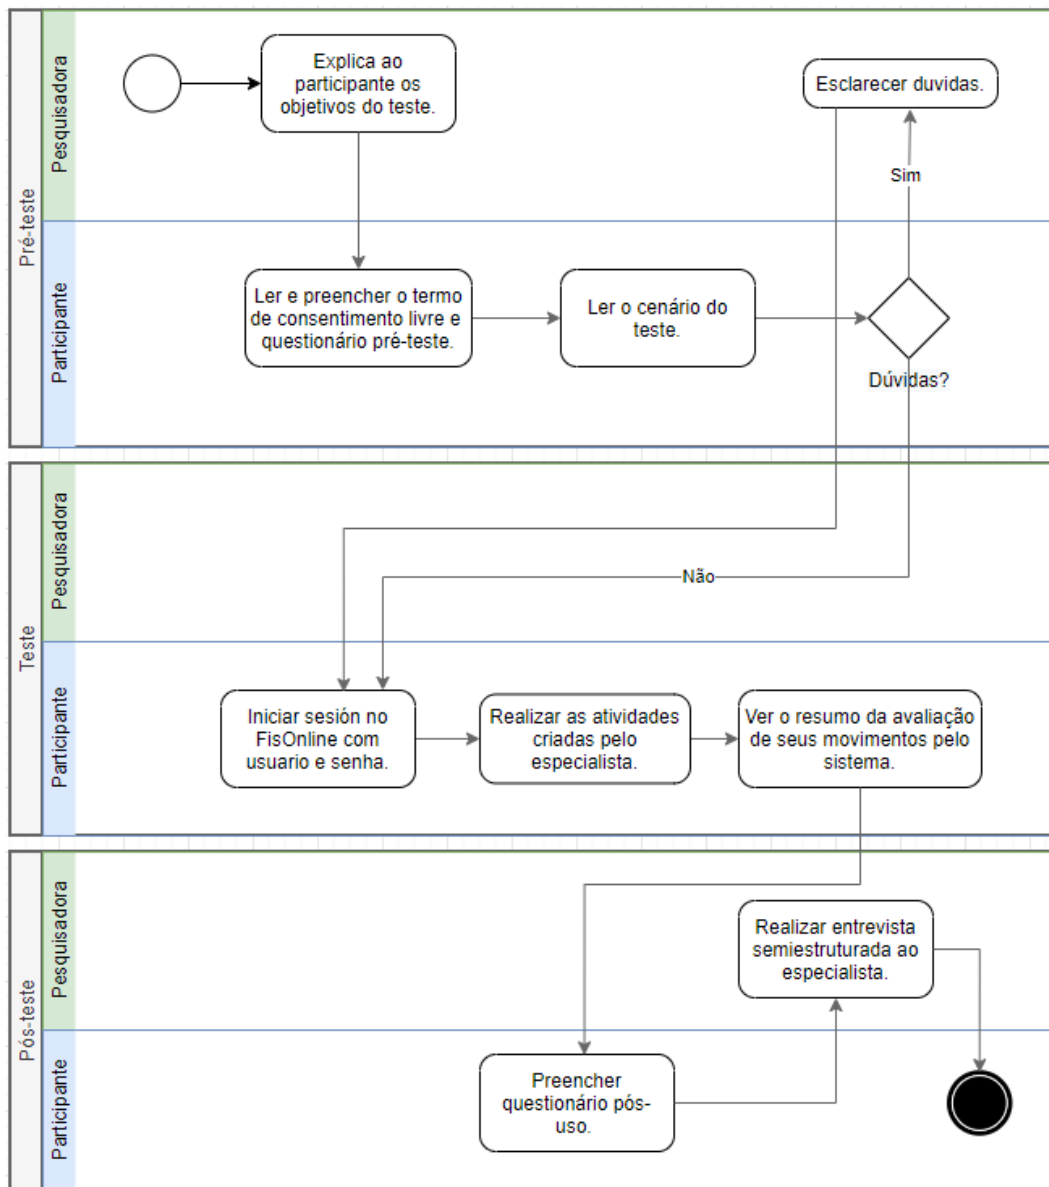 Pré-teste
Pesquisadora
Explica ao
participante os
objetivos do teste.
Esclarecer duvidas.
Sim
Participante
Ler e preencher o termo
de consentimento livre e
questionário pré-teste.
Ler o cenário do
teste.
Dúvidas?
Teste
Pesquisadora
Não
Participante
Iniciar sesión no
FisOnline com
usuario e senha.
Realizar as atividades
criadas pelo
especialista.
Ver o resumo da avaliação
de seus movimentos pelo
sistema.
Pós-teste
Pesquisadora
Realizar entrevista
semiestruturada ao
especialista.
Participante
Preencher
questionário pós-
uso.